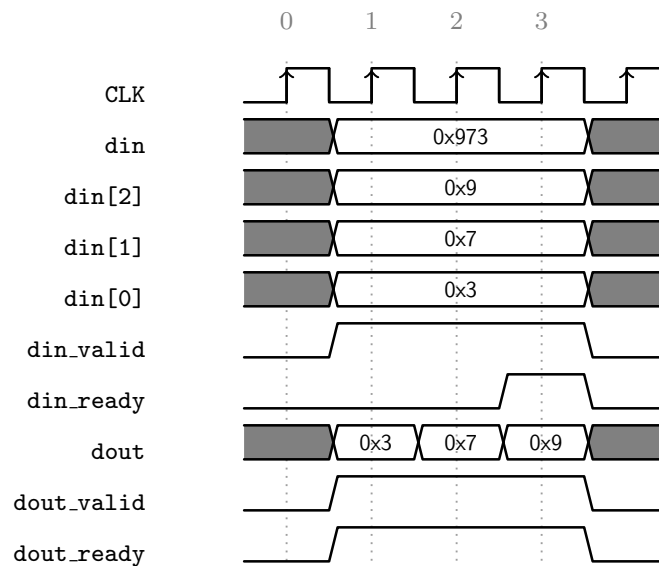 0 1 2 3
CLK
din 0x973
din[2] 0x9
din[1] 0x7
din[0] 0x3
din_valid
din_ready
dout 0x3 0x7 0x9
dout_valid
dout_ready